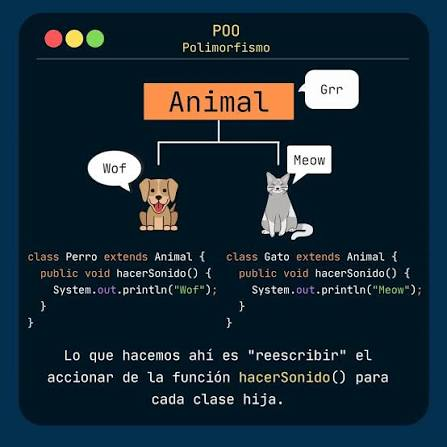 POO
Polimorfismo
Animal
Grr
Wof
Meow
class Perro extends Animal {
public void hacerSonido() {
System.out.println("Wof");
}
}
class Gato extends Animal {
public void hacerSonido() {
System.out.println("Meow");
}
}
Lo que hacemos ahí es "reescribir" el
accionar de la función hacerSonido() para
cada clase hija.